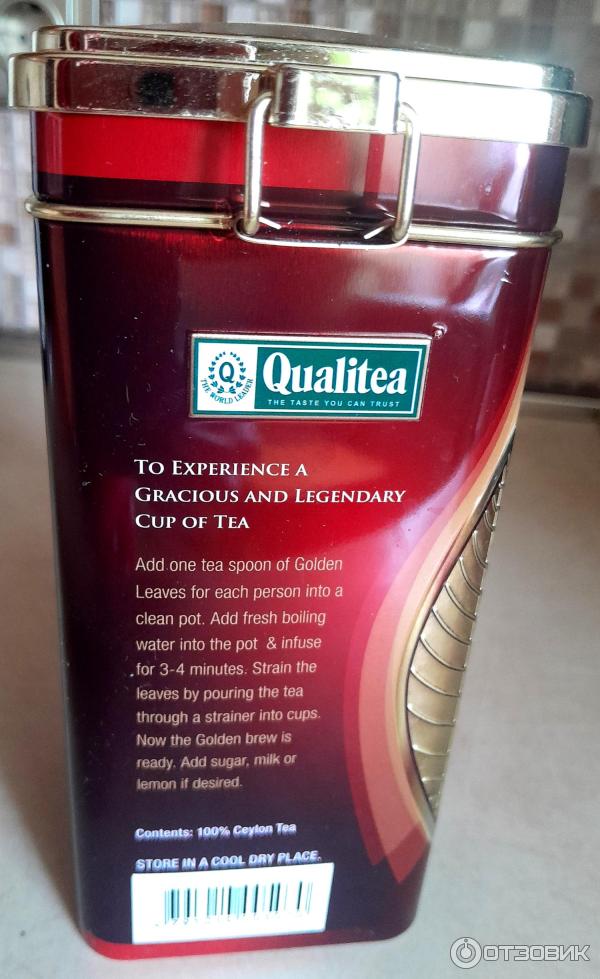 Q
THE WORLD LEADER
Qualitea
THE TASTE YOU CAN TRUST
TO EXPERIENCE A
GRACIOUS AND LEGENDARY
CUP OF TEA
Add one tea spoon of Golden
Leaves for each person into a
clean pot. Add fresh boiling
water into the pot & infuse
for 3-4 minutes. Strain the
leaves by pouring the tea
through a strainer into cups.
Now the Golden brew is
ready. Add sugar, milk or
lemon if desired.
Contents: 100% Ceylon Tea
STORE IN A COOL DRY PLACE.
ОТЗОВИК